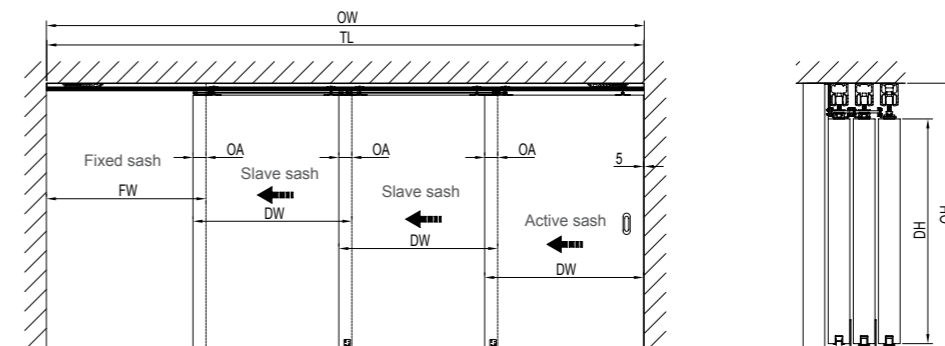 OW
TL
Fixed sash
OA
OA
OA
5
Slave sash
Slave sash
FW
DW
Active sash
DW
DW
DH
OH